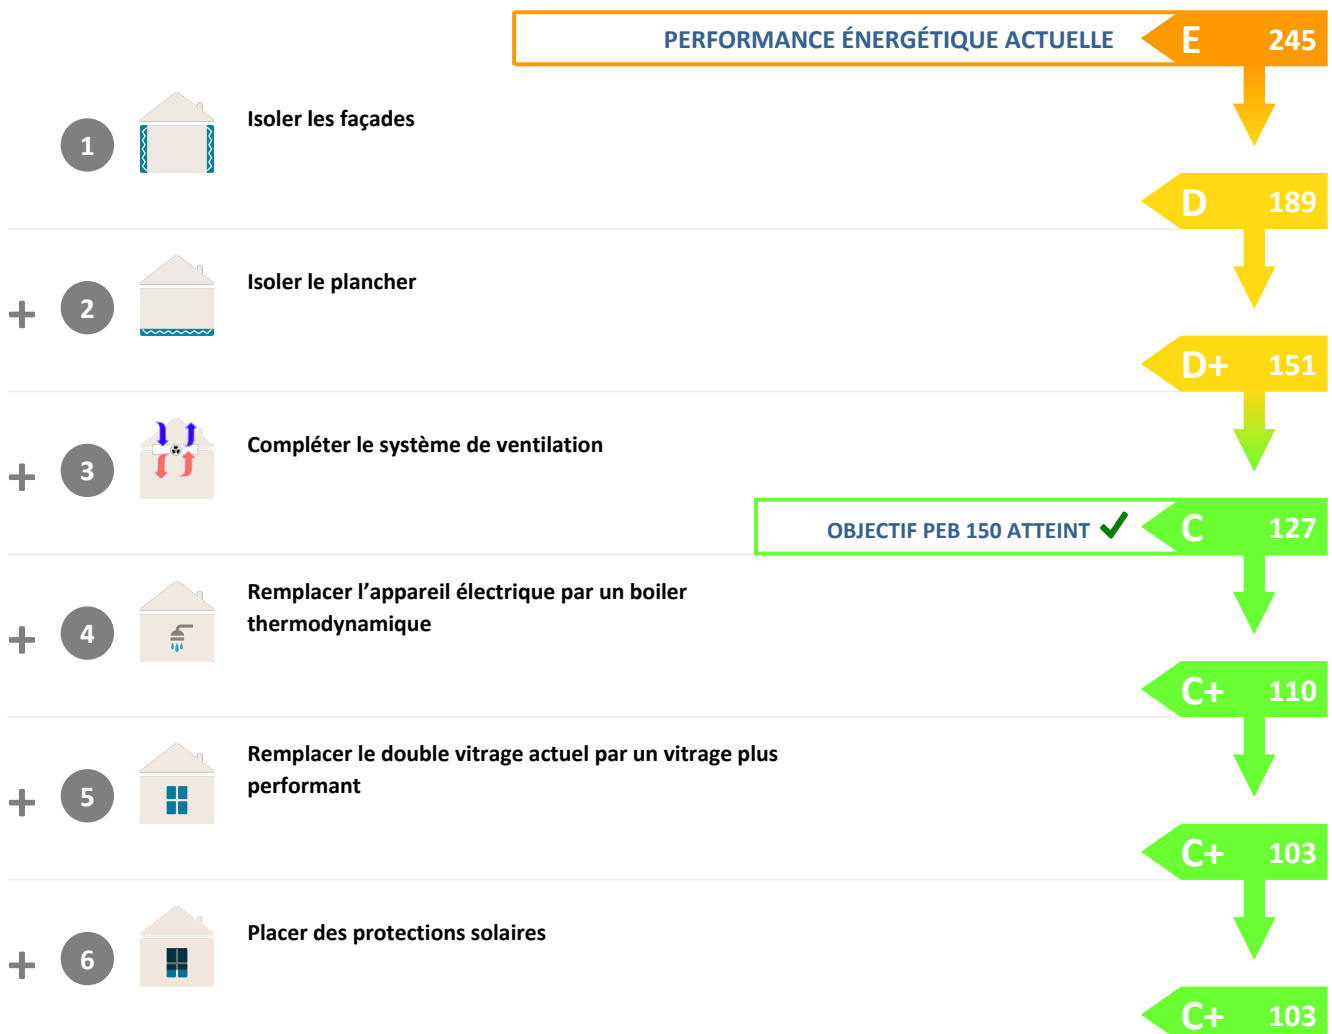 PERFORMANCE ÉNERGÉTIQUE ACTUELLE E 245
1 Isoler les façades
D 189
+ 2 Isoler le plancher
D+ 151
+ 3 Compléter le système de ventilation
OBJECTIF PEB 150 ATTEINT ✔ C 127
+ 4 Remplacer l’appareil électrique par un boiler
thermodynamique
C+ 110
+ 5 Remplacer le double vitrage actuel par un vitrage plus
performant
C+ 103
+ 6 Placer des protections solaires
C+ 103